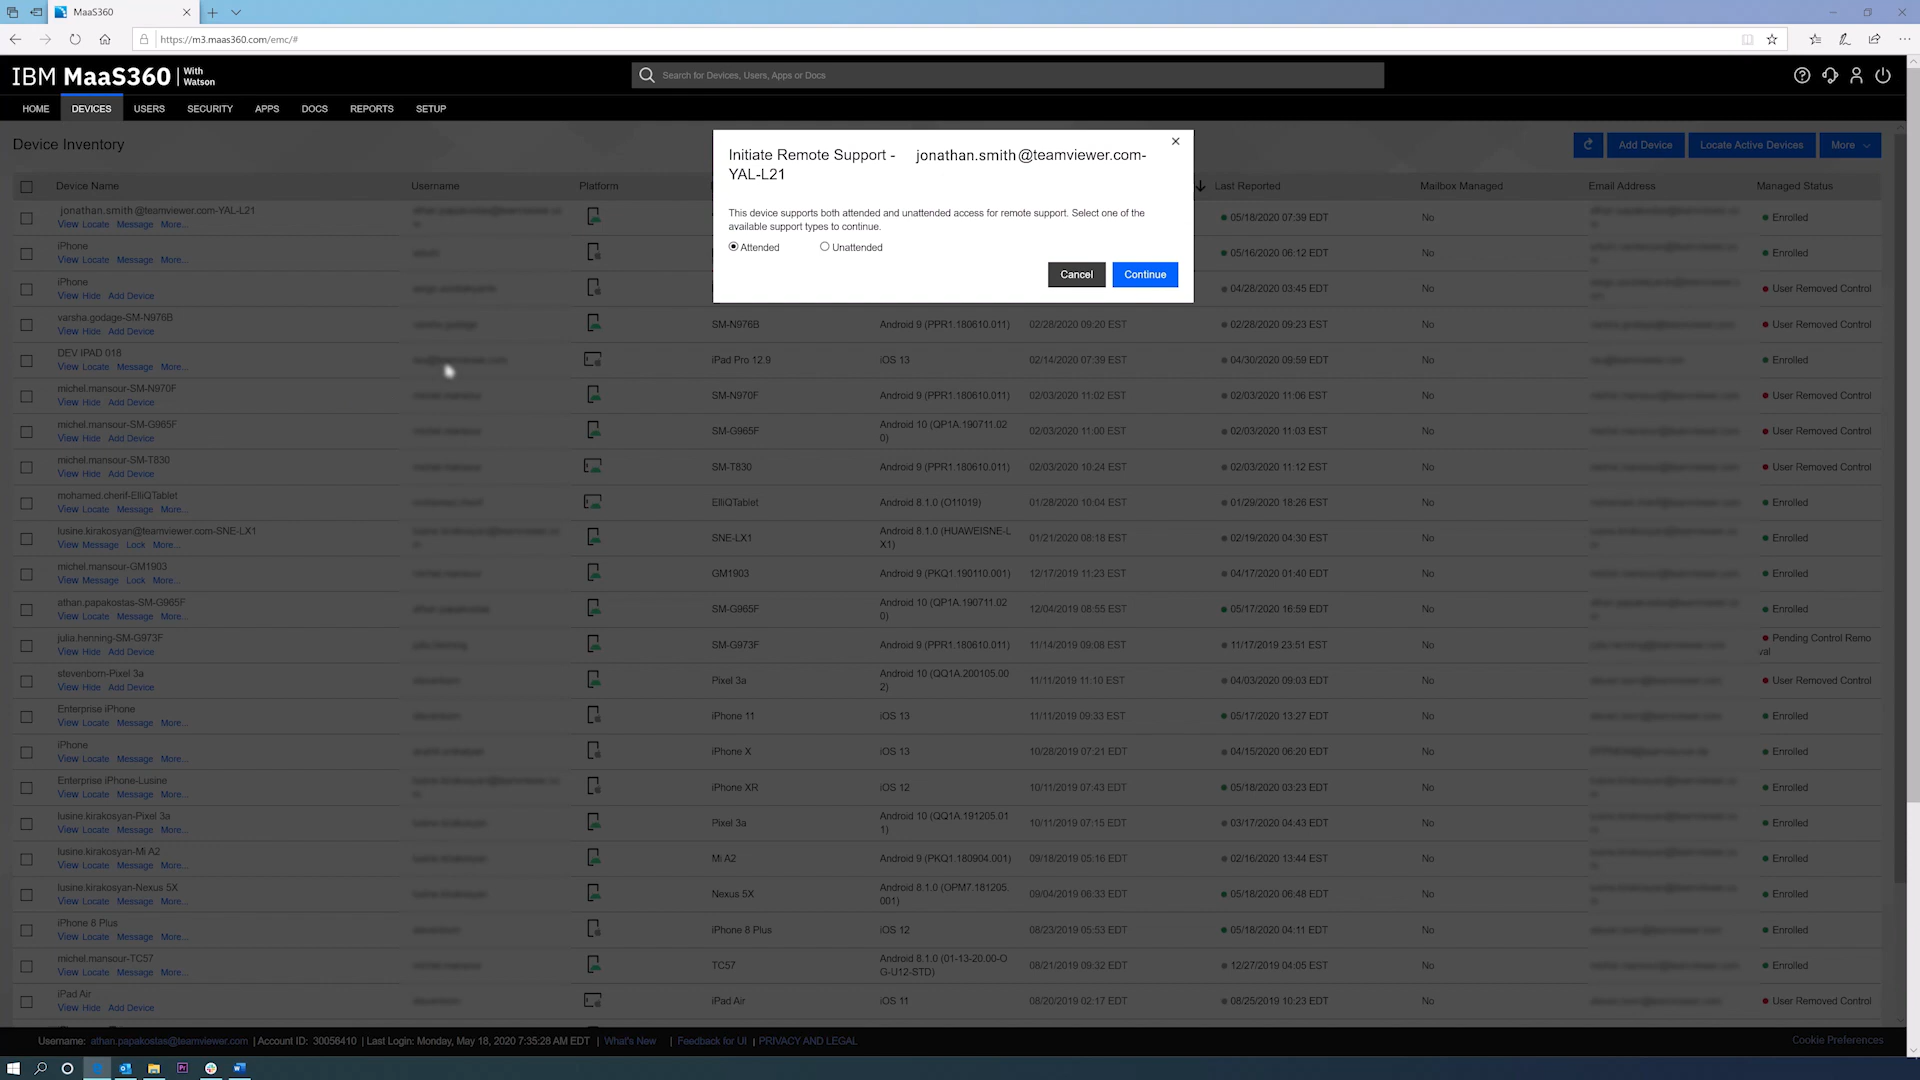 MaaS360
https://m3.maas360.com/emc/#
IBM MaaS360 | With Watson
Search for Devices, Users, Apps or Docs
HOME DEVICES USERS SECURITY APPS DOCS REPORTS SETUP
Device Inventory
Add Device Locate Active Devices More
Initiate Remote Support - jonathan.smith@teamviewer.com-
YAL-L21
This device supports both attended and unattended access for remote support. Select one of the
available support types to continue.
Attended Unattended
Cancel Continue
Device Name Username Platform Last Reported Mailbox Managed Email Address Managed Status
jonathan.smith @teamviewer.com-YAL-L21 05/18/2020 07:39 EDT No Enrolled
View Locate Message More...
iPhone 05/16/2020 06:12 EDT No Enrolled
View Locate Message More...
iPhone 04/28/2020 03:45 EDT No User Removed Control
View Hide Add Device
varsha.godage-SM-N976B SM-N976B Android 9 (PPR1.180610.011) 02/28/2020 09:20 EST 02/28/2020 09:23 EST No User Removed Control
View Hide Add Device
DEV IPAD 018 iPad Pro 12.9 iOS 13 02/14/2020 07:39 EST 04/30/2020 09:59 EDT No Enrolled
View Locate Message More...
michel.mansour-SM-N970F SM-N970F Android 9 (PPR1.180610.011) 02/03/2020 11:02 EST 02/03/2020 11:06 EST No User Removed Control
View Hide Add Device
michel.mansour-SM-G965F SM-G965F Android 10 (QP1A.190711.02
0) 02/03/2020 11:00 EST 02/03/2020 11:03 EST No User Removed Control
View Hide Add Device
michel.mansour-SM-T830 SM-T830 Android 9 (PPR1.180610.011) 02/03/2020 10:24 EST 02/03/2020 11:12 EST No User Removed Control
View Hide Add Device
mohamed.cherif-ElliQTablet ElliQTablet Android 8.1.0 (O11019) 01/28/2020 10:04 EST 01/29/2020 18:26 EST No Enrolled
View Locate Message More...
lusine.kirakosyan@teamviewer.com-SNE-LX1 SNE-LX1 Android 8.1.0 (HUAWEISNE-L
X1) 01/21/2020 08:18 EST 02/19/2020 04:30 EST No Enrolled
View Message Lock More...
michel.mansour-GM1903 GM1903 Android 9 (PKQ1.190110.001) 12/17/2019 11:23 EST 04/17/2020 01:40 EDT No Enrolled
View Message Lock More...
athan.papakostas-SM-G965F SM-G965F Android 10 (QP1A.190711.02
0) 12/04/2019 08:55 EST 05/17/2020 16:59 EDT No Enrolled
View Locate Message More...
julia.henning-SM-G973F SM-G973F Android 9 (PPR1.180610.011) 11/14/2019 09:08 EST 11/17/2019 23:51 EST No Pending Control Remo
val
View Hide Add Device
stevenborn-Pixel 3a Pixel 3a Android 10 (QQ1A.200105.00
2) 11/11/2019 11:10 EST 04/03/2020 09:03 EDT No User Removed Control
View Hide Add Device
Enterprise iPhone iPhone 11 iOS 13 11/11/2019 09:33 EST 05/17/2020 13:27 EDT No Enrolled
View Locate Message More...
iPhone iPhone X iOS 13 10/28/2019 07:21 EDT 04/15/2020 06:20 EDT No Enrolled
View Locate Message More...
Enterprise iPhone-Lusine iPhone XR iOS 12 10/11/2019 07:43 EDT 05/18/2020 03:23 EDT No Enrolled
View Locate Message More...
lusine.kirakosyan-Pixel 3a Pixel 3a Android 10 (QQ1A.191205.01
1) 10/11/2019 07:15 EDT 03/17/2020 04:43 EDT No Enrolled
View Locate Message More...
lusine.kirakosyan-Mi A2 Mi A2 Android 9 (PKQ1.180904.001) 09/18/2019 05:16 EDT 02/16/2020 13:44 EST No Enrolled
View Locate Message More...
lusine.kirakosyan-Nexus 5X Nexus 5X Android 8.1.0 (OPM7.181205.
001) 09/04/2019 06:33 EDT 05/18/2020 06:48 EDT No Enrolled
View Locate Message More...
iPhone 8 Plus iPhone 8 Plus iOS 12 08/23/2019 05:53 EDT 05/18/2020 04:11 EDT No Enrolled
View Locate Message More...
michel.mansour-TC57 TC57 Android 8.1.0 (01-13-20.00-O
G-U12-STD) 08/21/2019 09:32 EDT 12/27/2019 04:05 EST No Enrolled
View Locate Message More...
iPad Air iPad Air iOS 11 08/20/2019 02:17 EDT 08/25/2019 10:23 EDT No User Removed Control
View Hide Add Device
Username: athan.papakostas@teamviewer.com | Account ID: 30056410 | Last Login: Monday, May 18, 2020 7:35:28 AM EDT | What's New | Feedback for UI | PRIVACY AND LEGAL Cookie Preferences